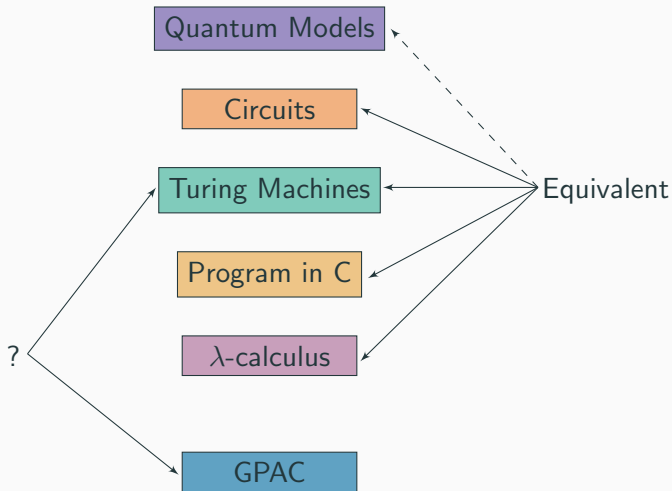 Quantum Models
Circuits
Turing Machines
Equivalent
Program in C
?
λ-calculus
GPAC